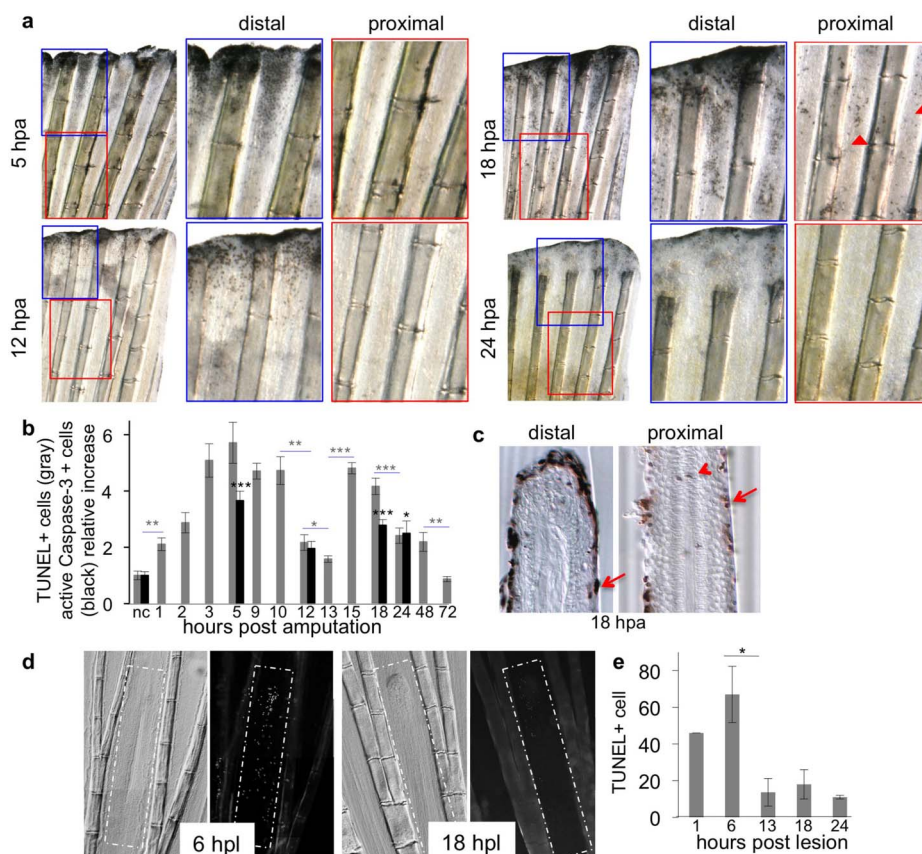 a
distal
proximal
distal
proximal
5 hpa
18 hpa
12 hpa
24 hpa
b
TUNEL+ cells (gray)
active Caspase-3 + cells
(black) relative increase
6
4
2
0
**
***
**
*
***
***
***
*
**
nc 1 2 3 5 9 10 12 13 15 18 24 48 72
hours post amputation
c
distal
proximal
18 hpa
d
6 hpl
18 hpl
e
TUNEL+ cell
100
80
60
40
20
0
*
1 6 13 18 24
hours post lesion